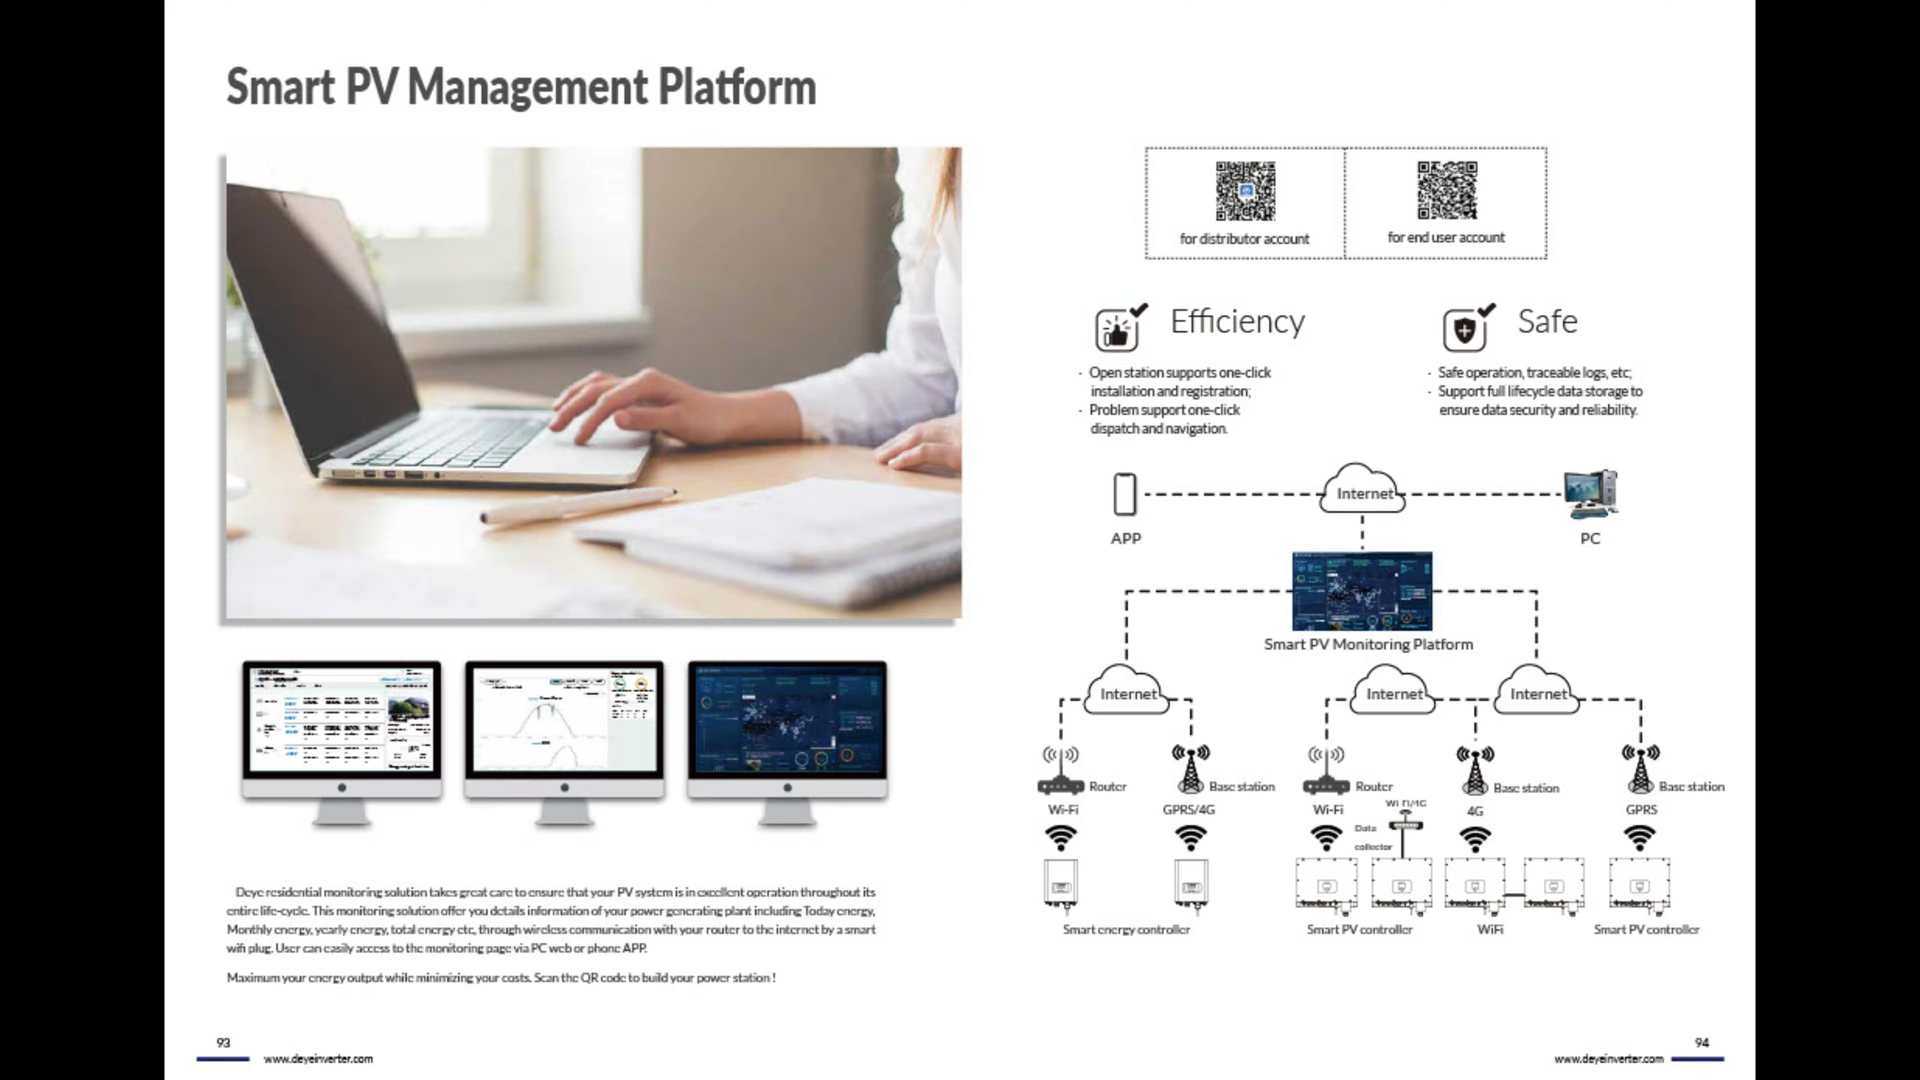 Smart PV Management Platform
for distributor account
for end user account
Efficiency
· Open station supports one-click
installation and registration;
· Problem support one-click
dispatch and navigation.
Safe
· Safe operation, traceable logs, etc;
· Support full lifecycle data storage to
ensure data security and reliability.
Internet
APP
PC
Smart PV Monitoring Platform
Internet
Internet
Internet
Router
Base station
Router
Base station
Base station
Wi-Fi
GPRS/4G
Wi-Fi
Wi Fi/4G
4G
GPRS
Data
collector
Smart energy controller
Smart PV controller
WiFi
Smart PV controller
Deye residential monitoring solution takes great care to ensure that your PV system is in excellent operation throughout its
entire life-cycle. This monitoring solution offer you details information of your power generating plant including Today energy,
Monthly energy, yearly energy, total energy etc, through wireless communication with your router to the internet by a smart
wifi plug. User can easily access to the monitoring page via PC web or phone APP.
Maximum your energy output while minimizing your costs. Scan the QR code to build your power station !
93
www.deyeinverter.com
94
www.deyeinverter.com